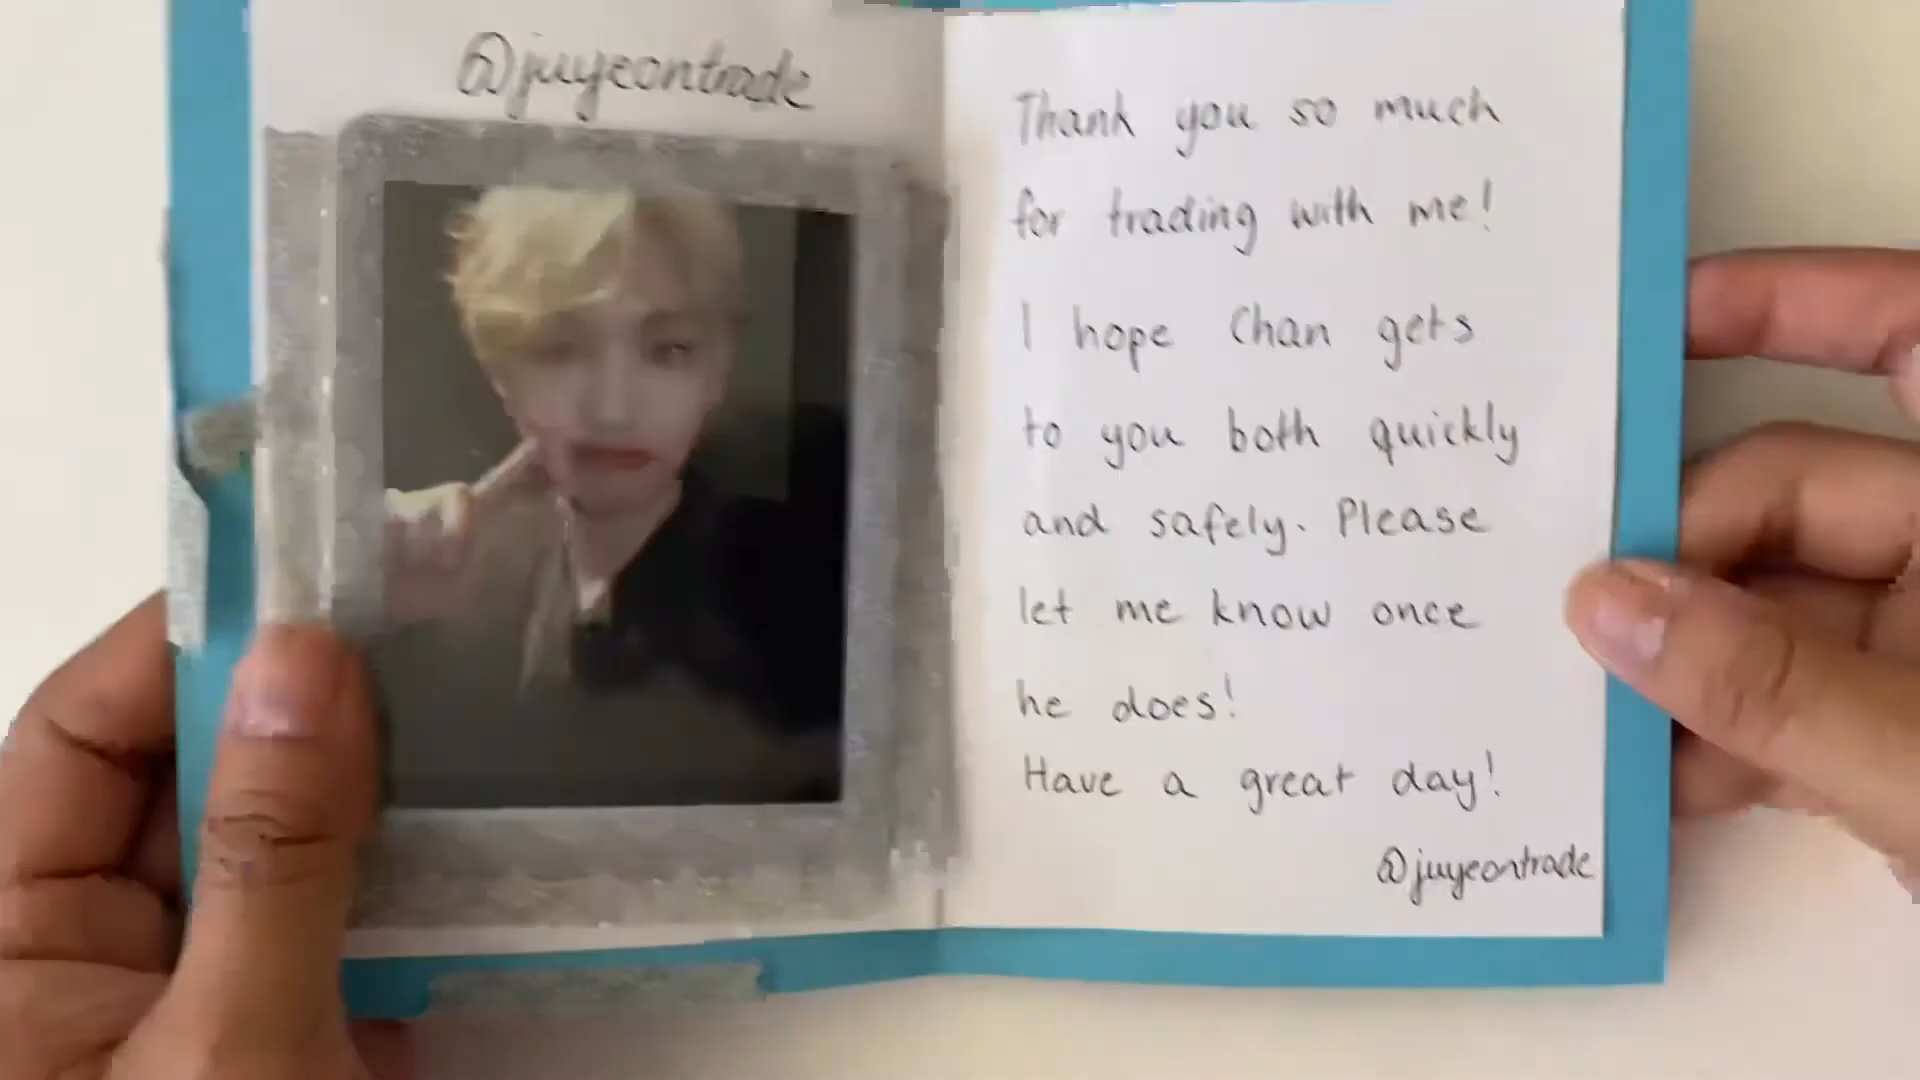 @juyeontrade
Thank you so much
for trading with me!
I hope Chan gets
to you both quickly
and safely. Please
let me know once
he does!
Have a great day!
@juyeontrade